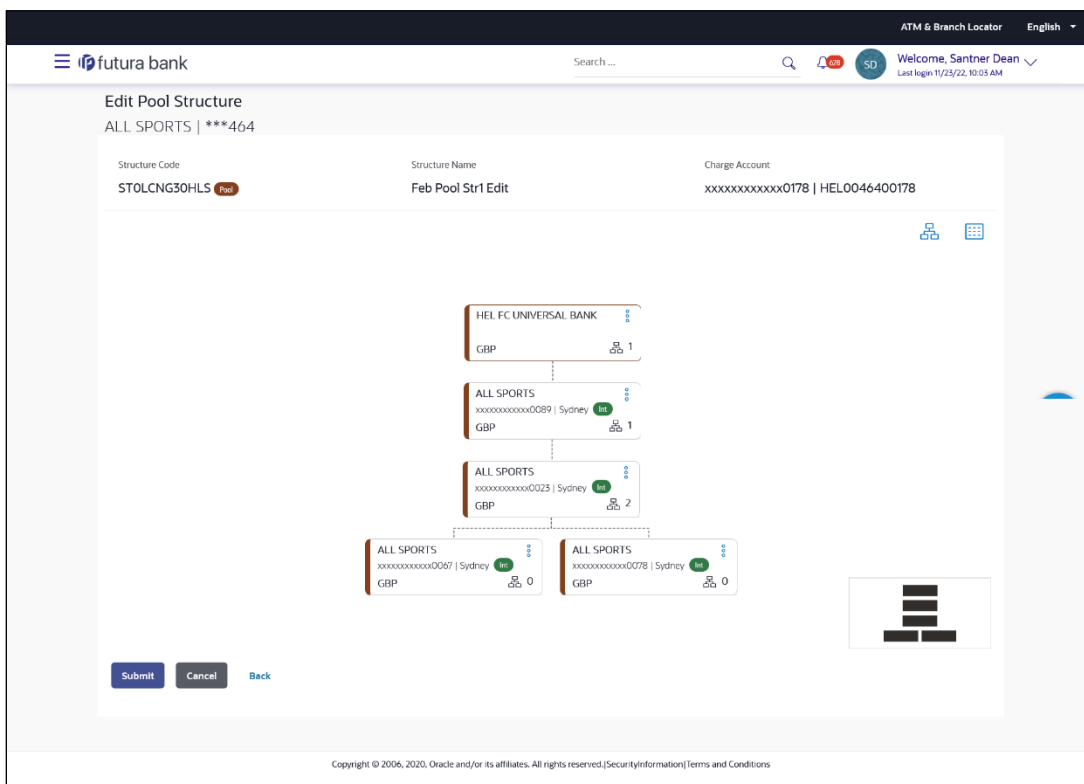 ATM & Branch Locator English
futura bank Search ... 628 SD Welcome, Santner Dean
Last login 11/23/22, 10:03 AM
Edit Pool Structure
ALL SPORTS | ***464
Structure Code Structure Name Charge Account
ST0LCNG30HLS Pool Feb Pool Str1 Edit xxxxxxxxxxxx0178 | HEL0046400178
HEL FC UNIVERSAL BANK
GBP 1
ALL SPORTS
xxxxxxxxxxxx0089 | Sydney Int
GBP 1
ALL SPORTS
xxxxxxxxxxxx0023 | Sydney Int
GBP 2
ALL SPORTS ALL SPORTS
xxxxxxxxxxxx0067 | Sydney Int xxxxxxxxxxxx0078 | Sydney Int
GBP 0 GBP 0
Submit Cancel Back
Copyright © 2006, 2020, Oracle and/or its affiliates. All rights reserved.|SecurityInformation|Terms and Conditions